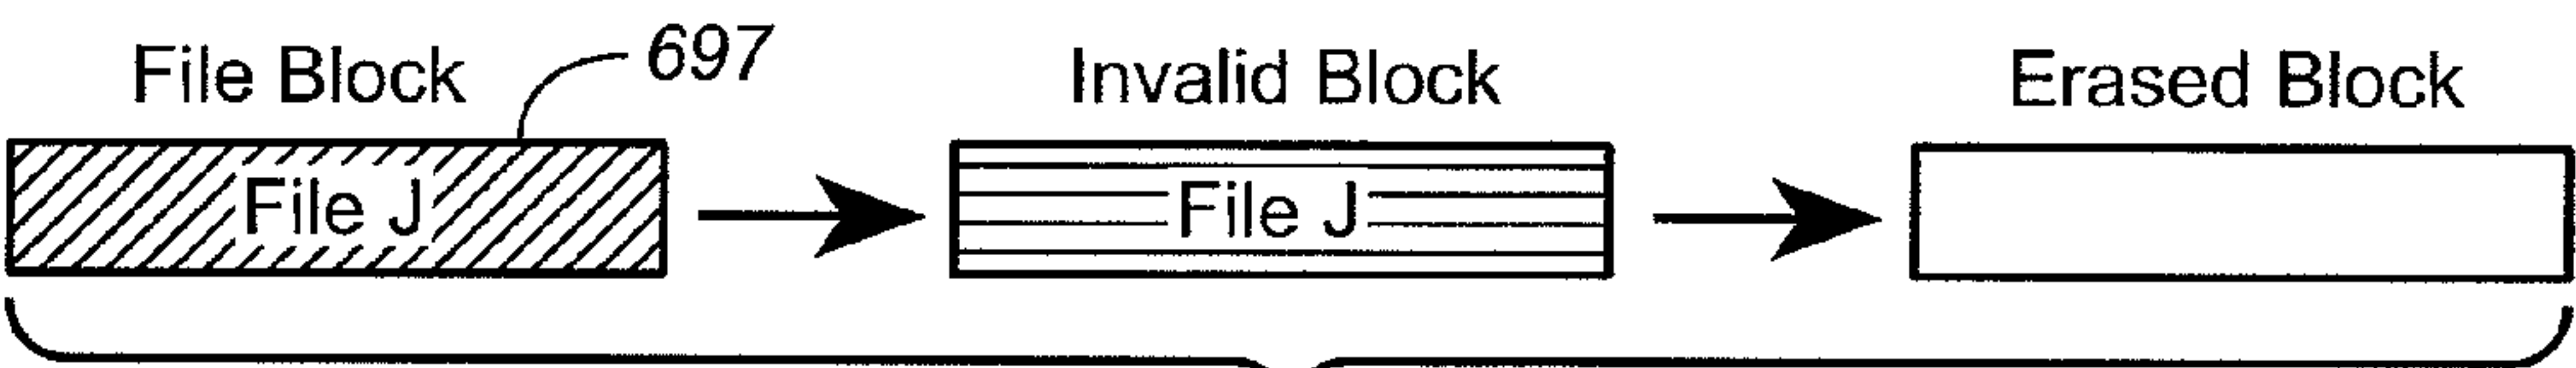 File Block 697 Invalid Block Erased Block
File J File J